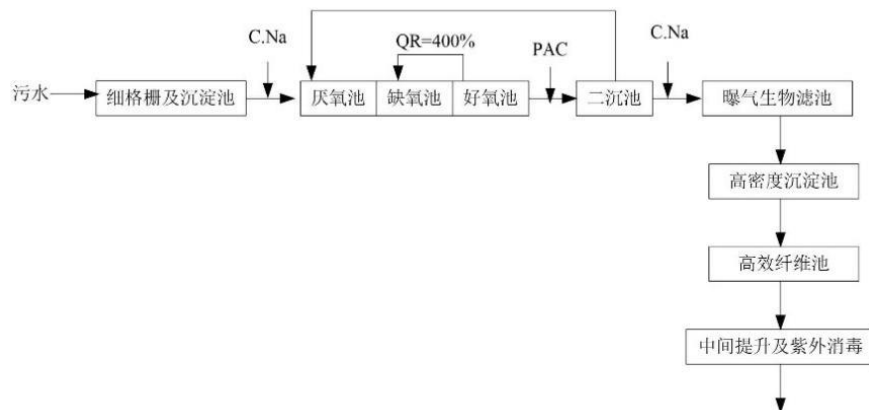 C.Na
QR=400%
PAC
C.Na
污水
细格栅及沉淀池
厌氧池
缺氧池
好氧池
二沉池
曝气生物滤池
高密度沉淀池
高效纤维池
中间提升及紫外消毒